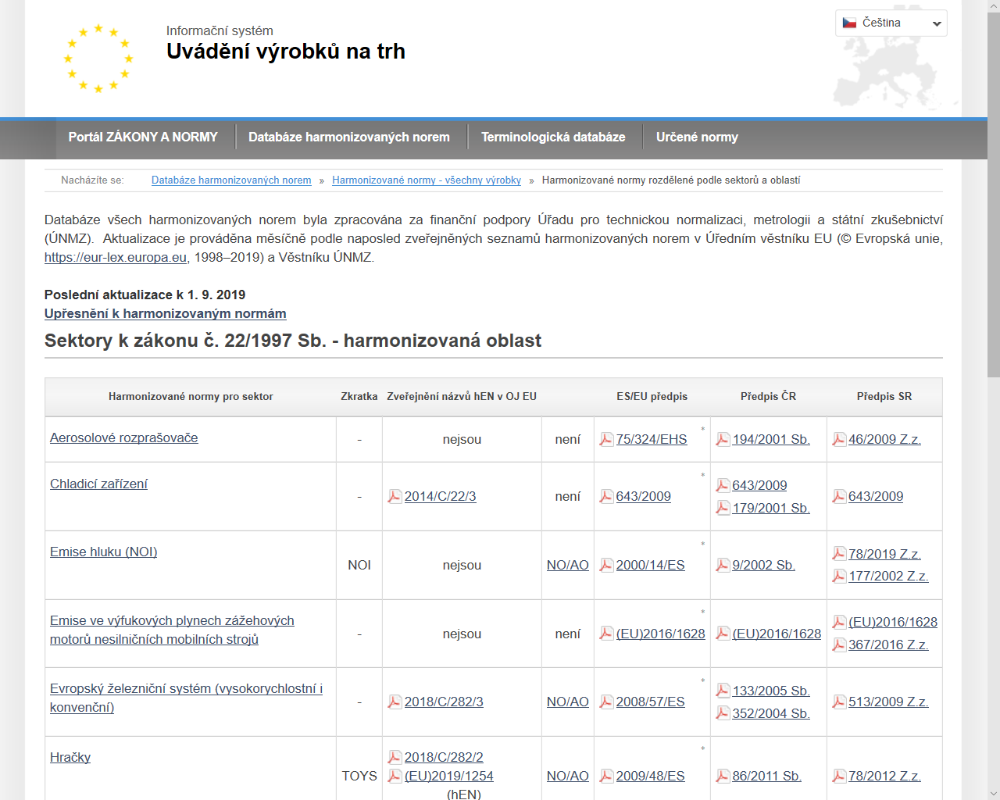 Informační systém
Uvádění výrobků na trh
Čeština
Portál ZÁKONY A NORMY Databáze harmonizovaných norem Terminologická databáze Určené normy
Nacházíte se: Databáze harmonizovaných norem » Harmonizované normy - všechny výrobky » Harmonizované normy rozdělené podle sektorů a oblastí
Databáze všech harmonizovaných norem byla zpracována za finanční podpory Úřadu pro technickou normalizaci, metrologii a státní zkušebnictví
(ÚNMZ). Aktualizace je prováděna měsíčně podle naposled zveřejněných seznamů harmonizovaných norem v Úředním věstníku EU (© Evropská unie,
https://eur-lex.europa.eu, 1998–2019) a Věstníku ÚNMZ.
Poslední aktualizace k 1. 9. 2019
Upřesnění k harmonizovaným normám
Sektory k zákonu č. 22/1997 Sb. - harmonizovaná oblast
Harmonizované normy pro sektor Zkratka Zveřejnění názvů hEN v OJ EU ES/EU předpis Předpis ČR Předpis SR
Aerosolové rozprašovače - nejsou není 75/324/EHS * 194/2001 Sb. 46/2009 Z.z.
Chladicí zařízení - 2014/C/22/3 není 643/2009 * 643/2009
179/2001 Sb. 643/2009
Emise hluku (NOI) NOI nejsou NO/AO 2000/14/ES * 9/2002 Sb. 78/2019 Z.z.
177/2002 Z.z.
Emise ve výfukových plynech zážehových
motorů nesilničních mobilních strojů - nejsou není (EU)2016/1628 * (EU)2016/1628 (EU)2016/1628
367/2016 Z.z.
Evropský železniční systém (vysokorychlostní i
konvenční) - 2018/C/282/3 NO/AO 2008/57/ES * 133/2005 Sb.
352/2004 Sb. 513/2009 Z.z.
Hračky TOYS 2018/C/282/2
(EU)2019/1254
(hEN) NO/AO 2009/48/ES * 86/2011 Sb. 78/2012 Z.z.